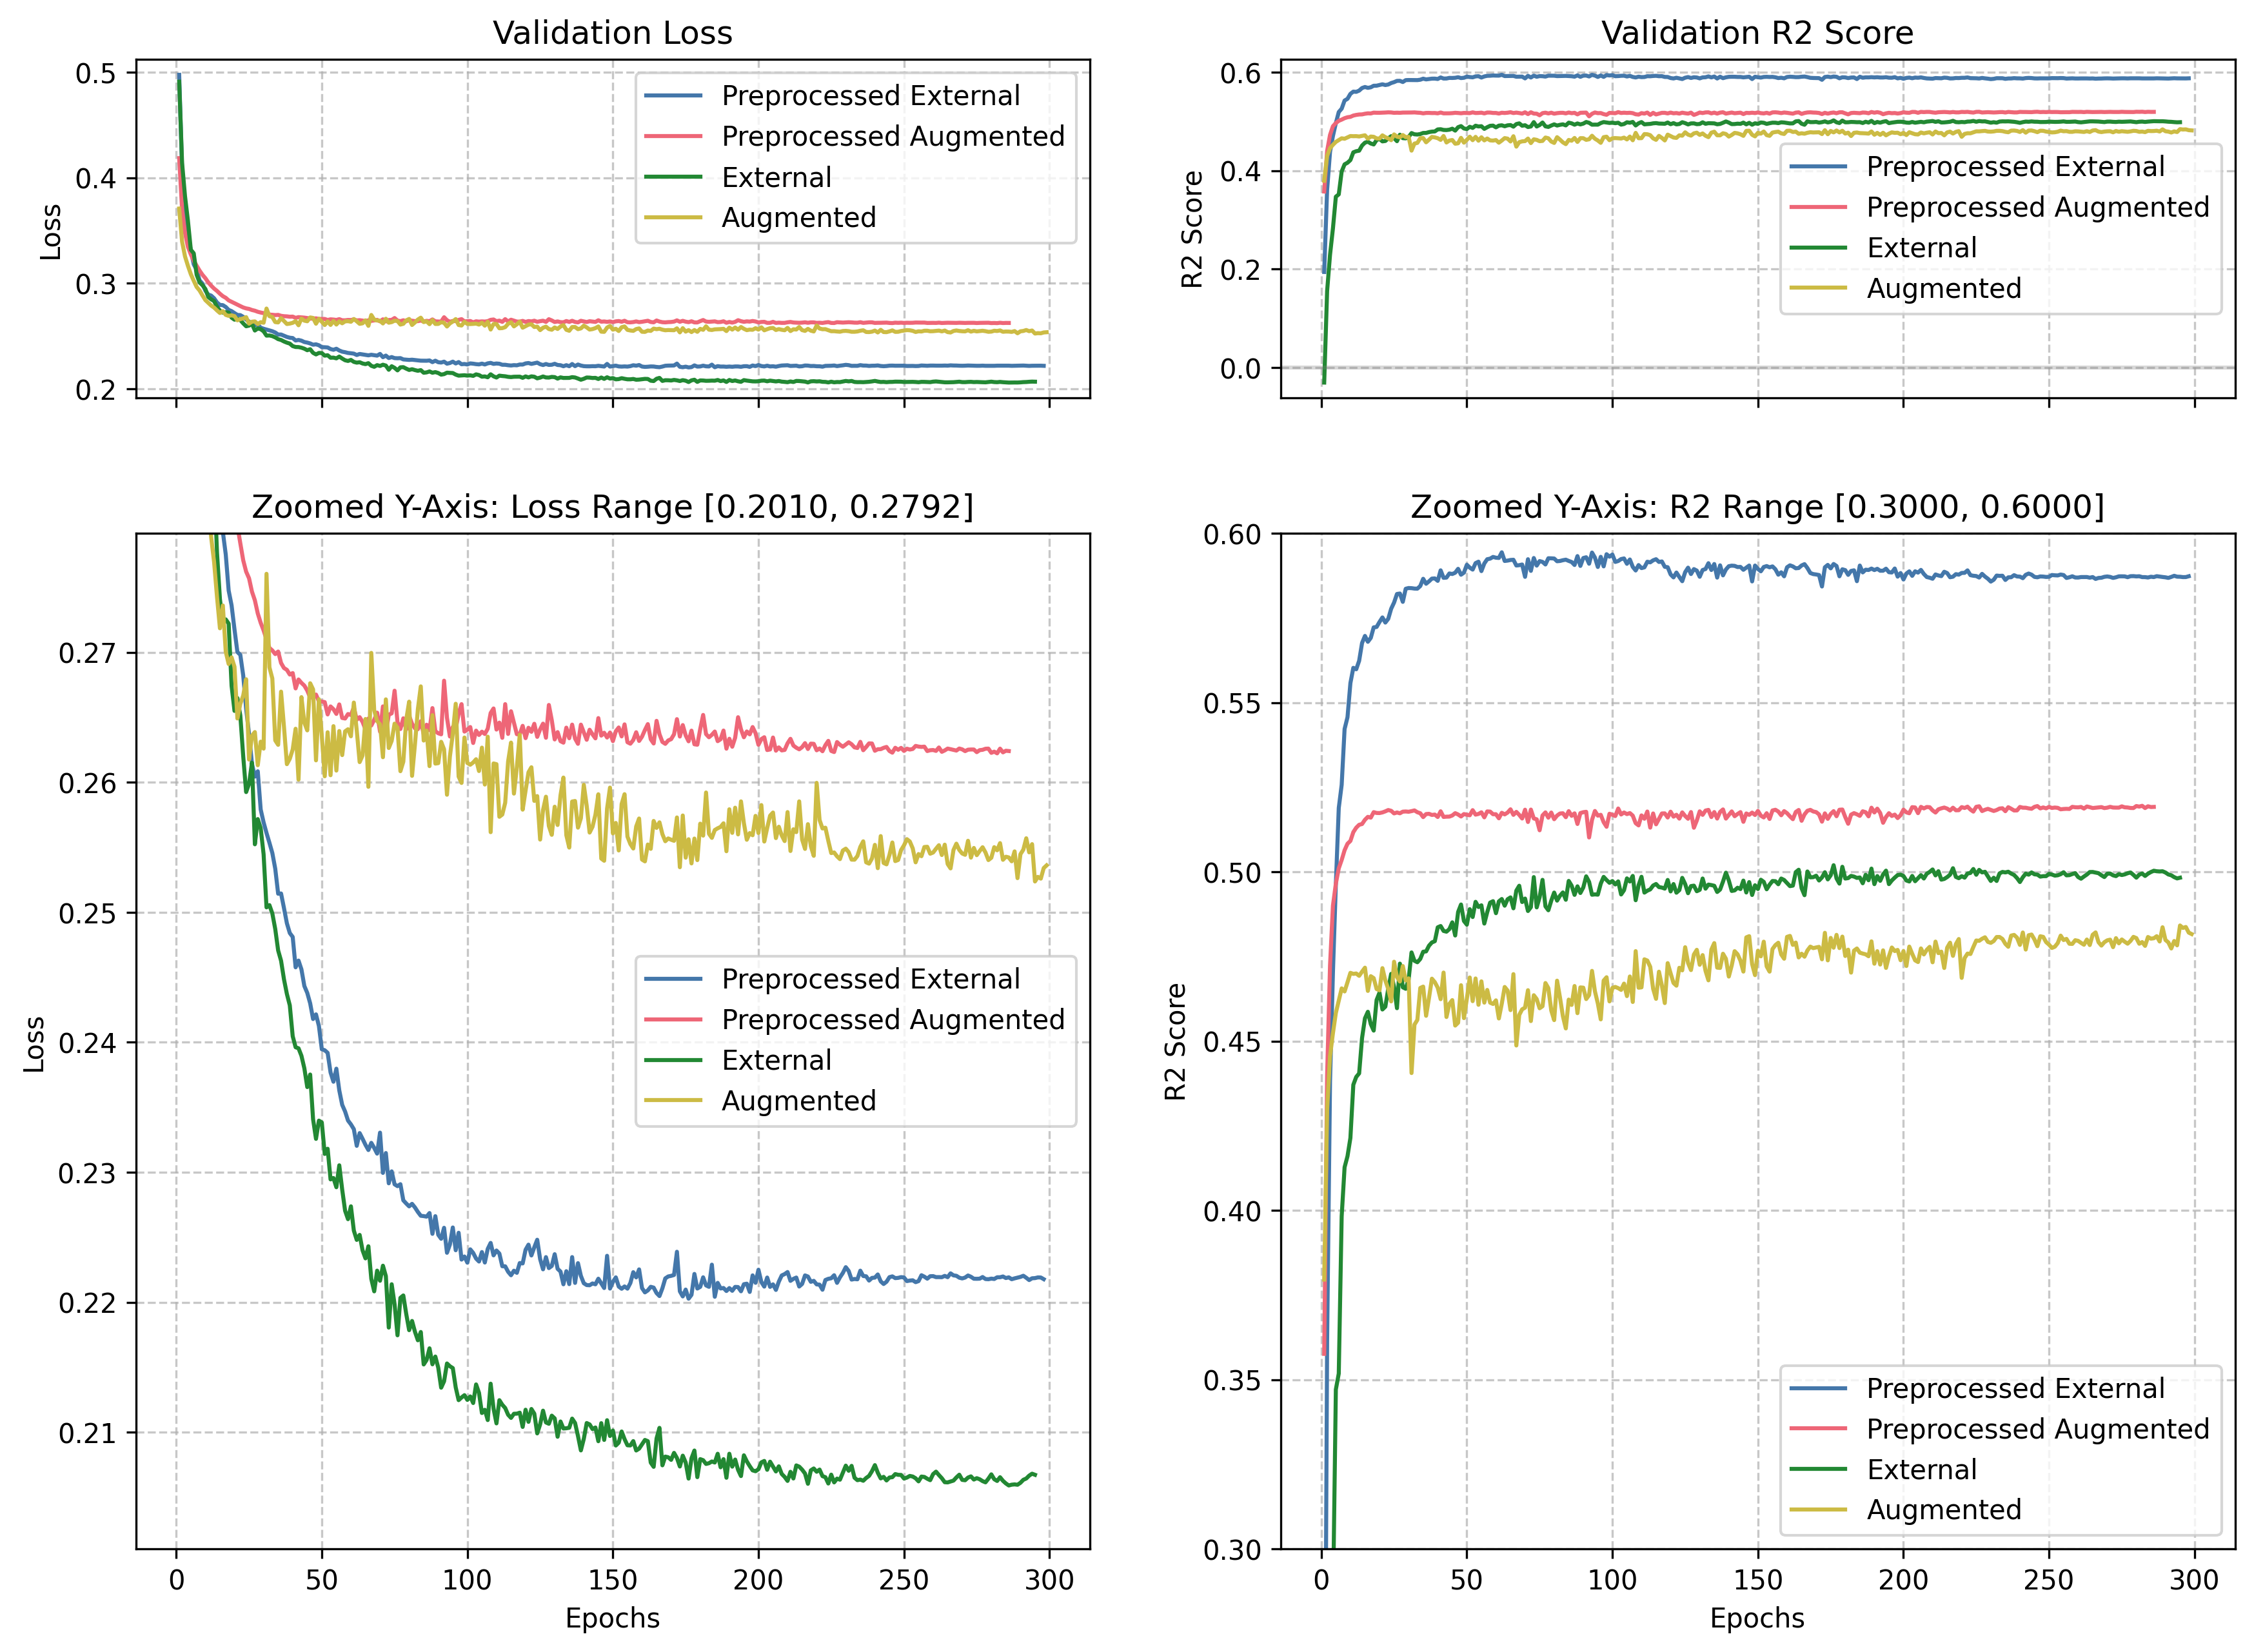 Validation Loss
0.5
0.4
0.3
0.2
Loss
Preprocessed External
Preprocessed Augmented
External
Augmented
Validation R2 Score
0.6
0.4
0.2
0.0
R2 Score
Preprocessed External
Preprocessed Augmented
External
Augmented
Zoomed Y-Axis: Loss Range [0.2010, 0.2792]
0.27
0.26
0.25
0.24
0.23
0.22
0.21
Loss
Preprocessed External
Preprocessed Augmented
External
Augmented
0 50 100 150 200 250 300
Epochs
Zoomed Y-Axis: R2 Range [0.3000, 0.6000]
0.60
0.55
0.50
0.45
0.40
0.35
0.30
R2 Score
Preprocessed External
Preprocessed Augmented
External
Augmented
0 50 100 150 200 250 300
Epochs